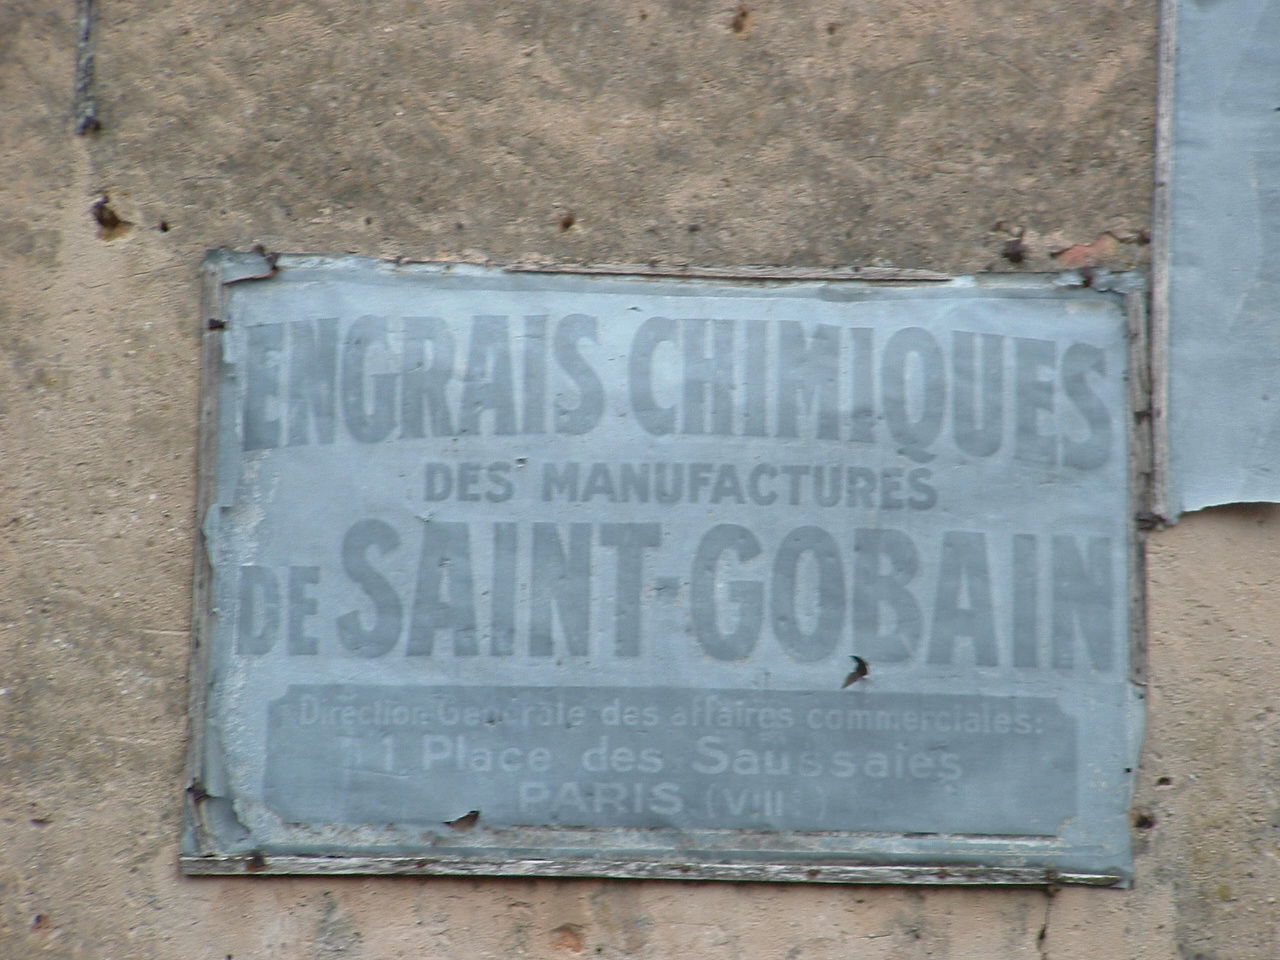 ENGRAIS CHIMIQUES
DES MANUFACTURES
DE SAINT-GOBAIN
Direction Générale des affaires commerciales:
1 Place des Saussaies
PARIS (VIII